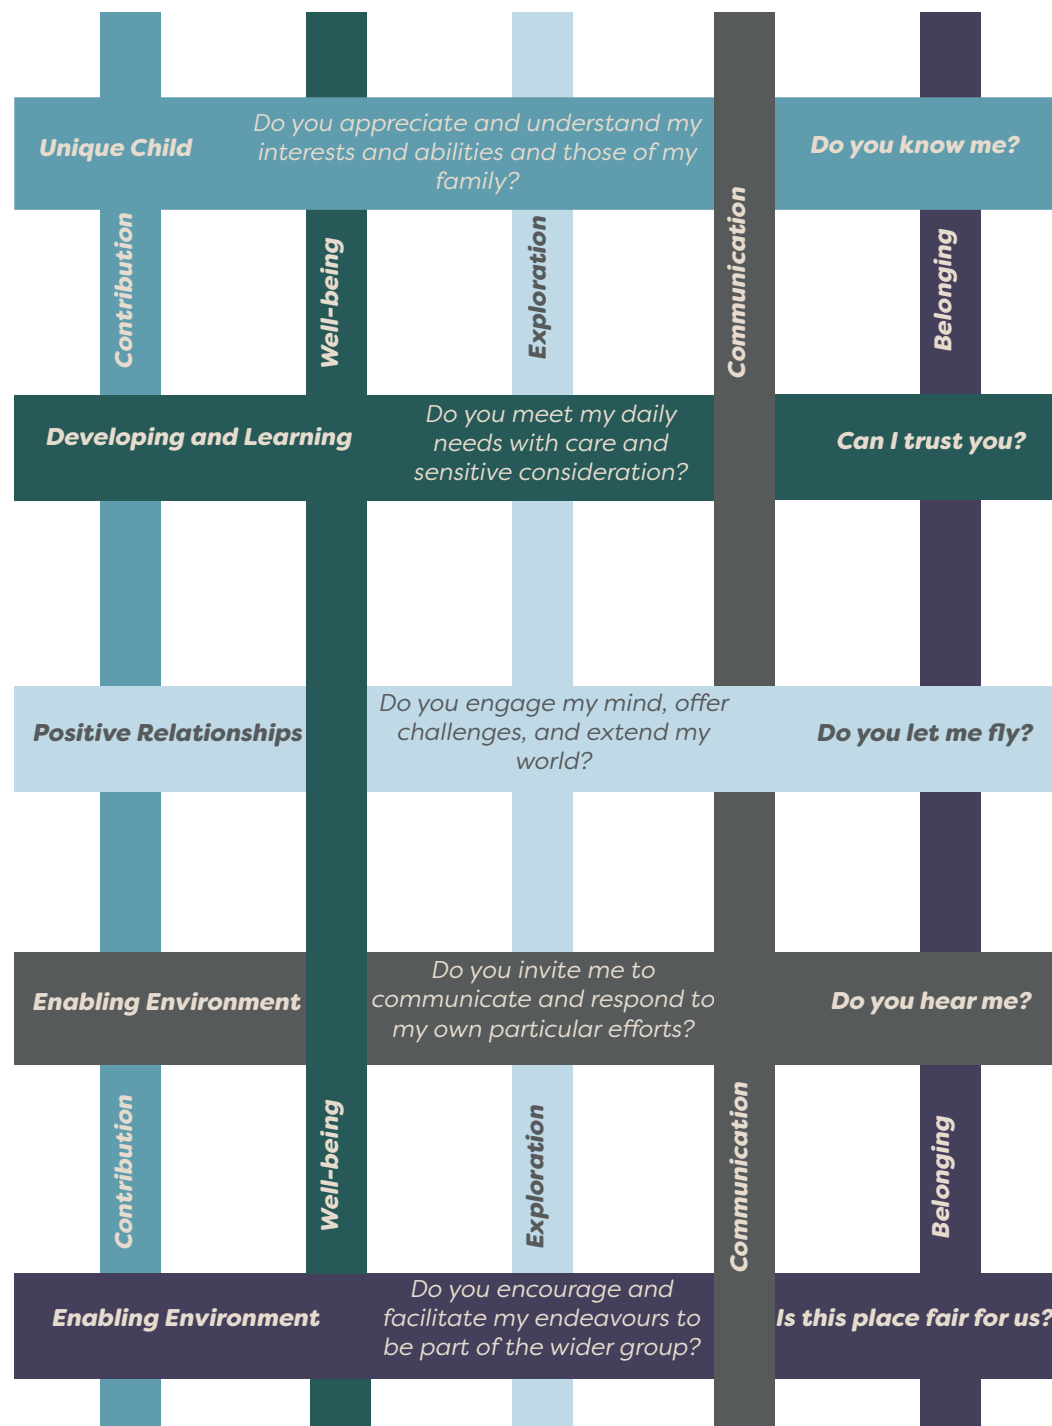 Unique Child
Do you appreciate and understand my
interests and abilities and those of my
family?
Do you know me?
Contribution
Well-being
Exploration
Communication
Belonging
Developing and Learning
Do you meet my daily
needs with care and
sensitive consideration?
Can I trust you?
Positive Relationships
Do you engage my mind, offer
challenges, and extend my
world?
Do you let me fly?
Enabling Environment
Do you invite me to
communicate and respond to
my own particular efforts?
Do you hear me?
Contribution
Well-being
Exploration
Communication
Belonging
Enabling Environment
Do you encourage and
facilitate my endeavours to
be part of the wider group?
Is this place fair for us?